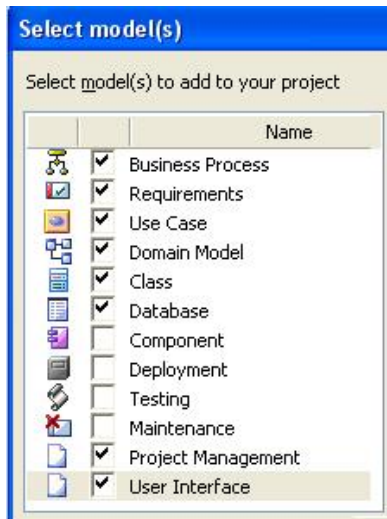 Select model(s)
Select model(s) to add to your project
Name
Business Process
Requirements
Use Case
Domain Model
Class
Database
Component
Deployment
Testing
Maintenance
Project Management
User Interface